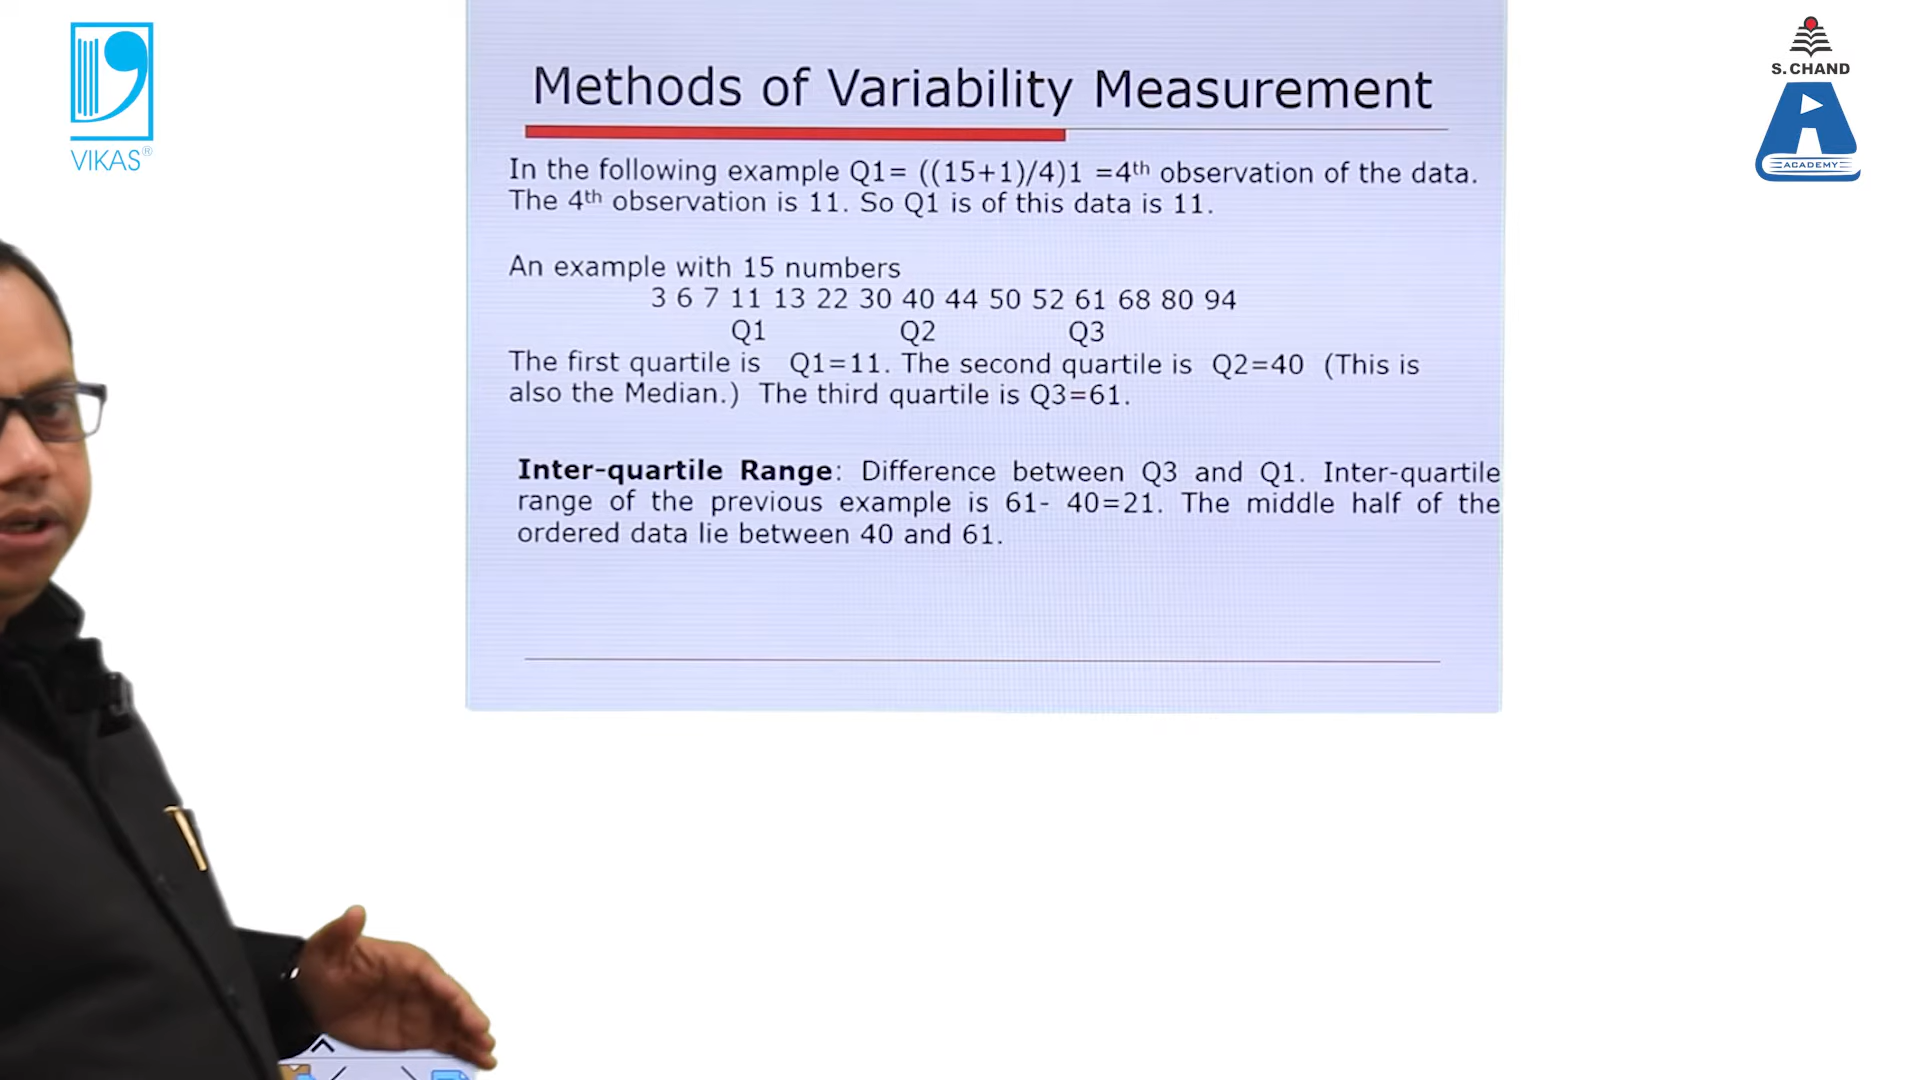 VIKAS®
S. CHAND
ACADEMY
Methods of Variability Measurement
In the following example Q1= ((15+1)/4)1 =4th observation of the data.
The 4th observation is 11. So Q1 is of this data is 11.
An example with 15 numbers
3 6 7 11 13 22 30 40 44 50 52 61 68 80 94
Q1 Q2 Q3
The first quartile is Q1=11. The second quartile is Q2=40 (This is
also the Median.) The third quartile is Q3=61.
Inter-quartile Range: Difference between Q3 and Q1. Inter-quartile
range of the previous example is 61- 40=21. The middle half of the
ordered data lie between 40 and 61.